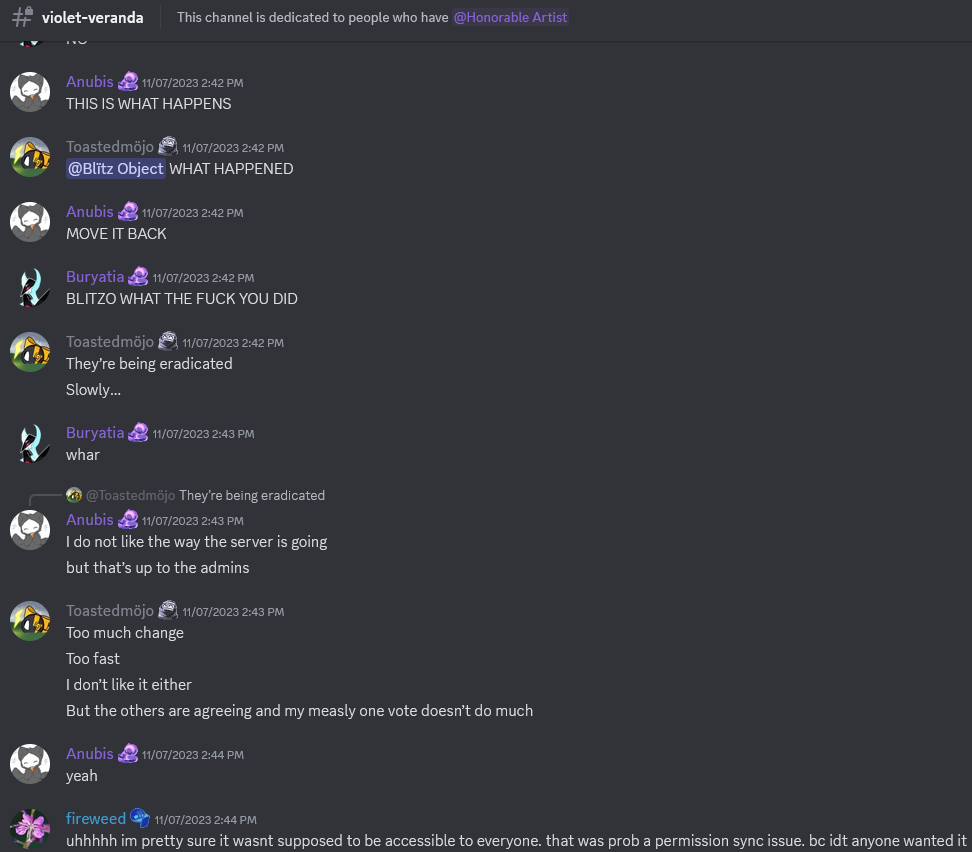 violet-veranda This channel is dedicated to people who have @Honorable Artist
NO
Anubis 11/07/2023 2:42 PM
THIS IS WHAT HAPPENS
Toastedmöjo 11/07/2023 2:42 PM
@Blïtz Object WHAT HAPPENED
Anubis 11/07/2023 2:42 PM
MOVE IT BACK
Buryatia 11/07/2023 2:42 PM
BLITZO WHAT THE FUCK YOU DID
Toastedmöjo 11/07/2023 2:42 PM
They're being eradicated
Slowly...
Buryatia 11/07/2023 2:43 PM
whar
@Toastedmöjo They're being eradicated
Anubis 11/07/2023 2:43 PM
I do not like the way the server is going
but that's up to the admins
Toastedmöjo 11/07/2023 2:43 PM
Too much change
Too fast
I don't like it either
But the others are agreeing and my measly one vote doesn't do much
Anubis 11/07/2023 2:44 PM
yeah
fireweed 11/07/2023 2:44 PM
uhhhhh im pretty sure it wasnt supposed to be accessible to everyone. that was prob a permission sync issue. bc idt anyone wanted it